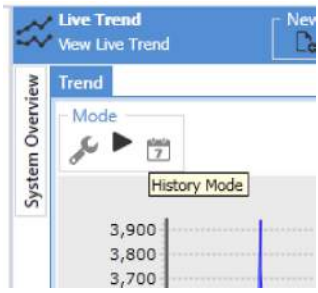 Live Trend
View Live Trend
New
System Overview
Trend
Mode
7
History Mode
3,900
3,800
3,700